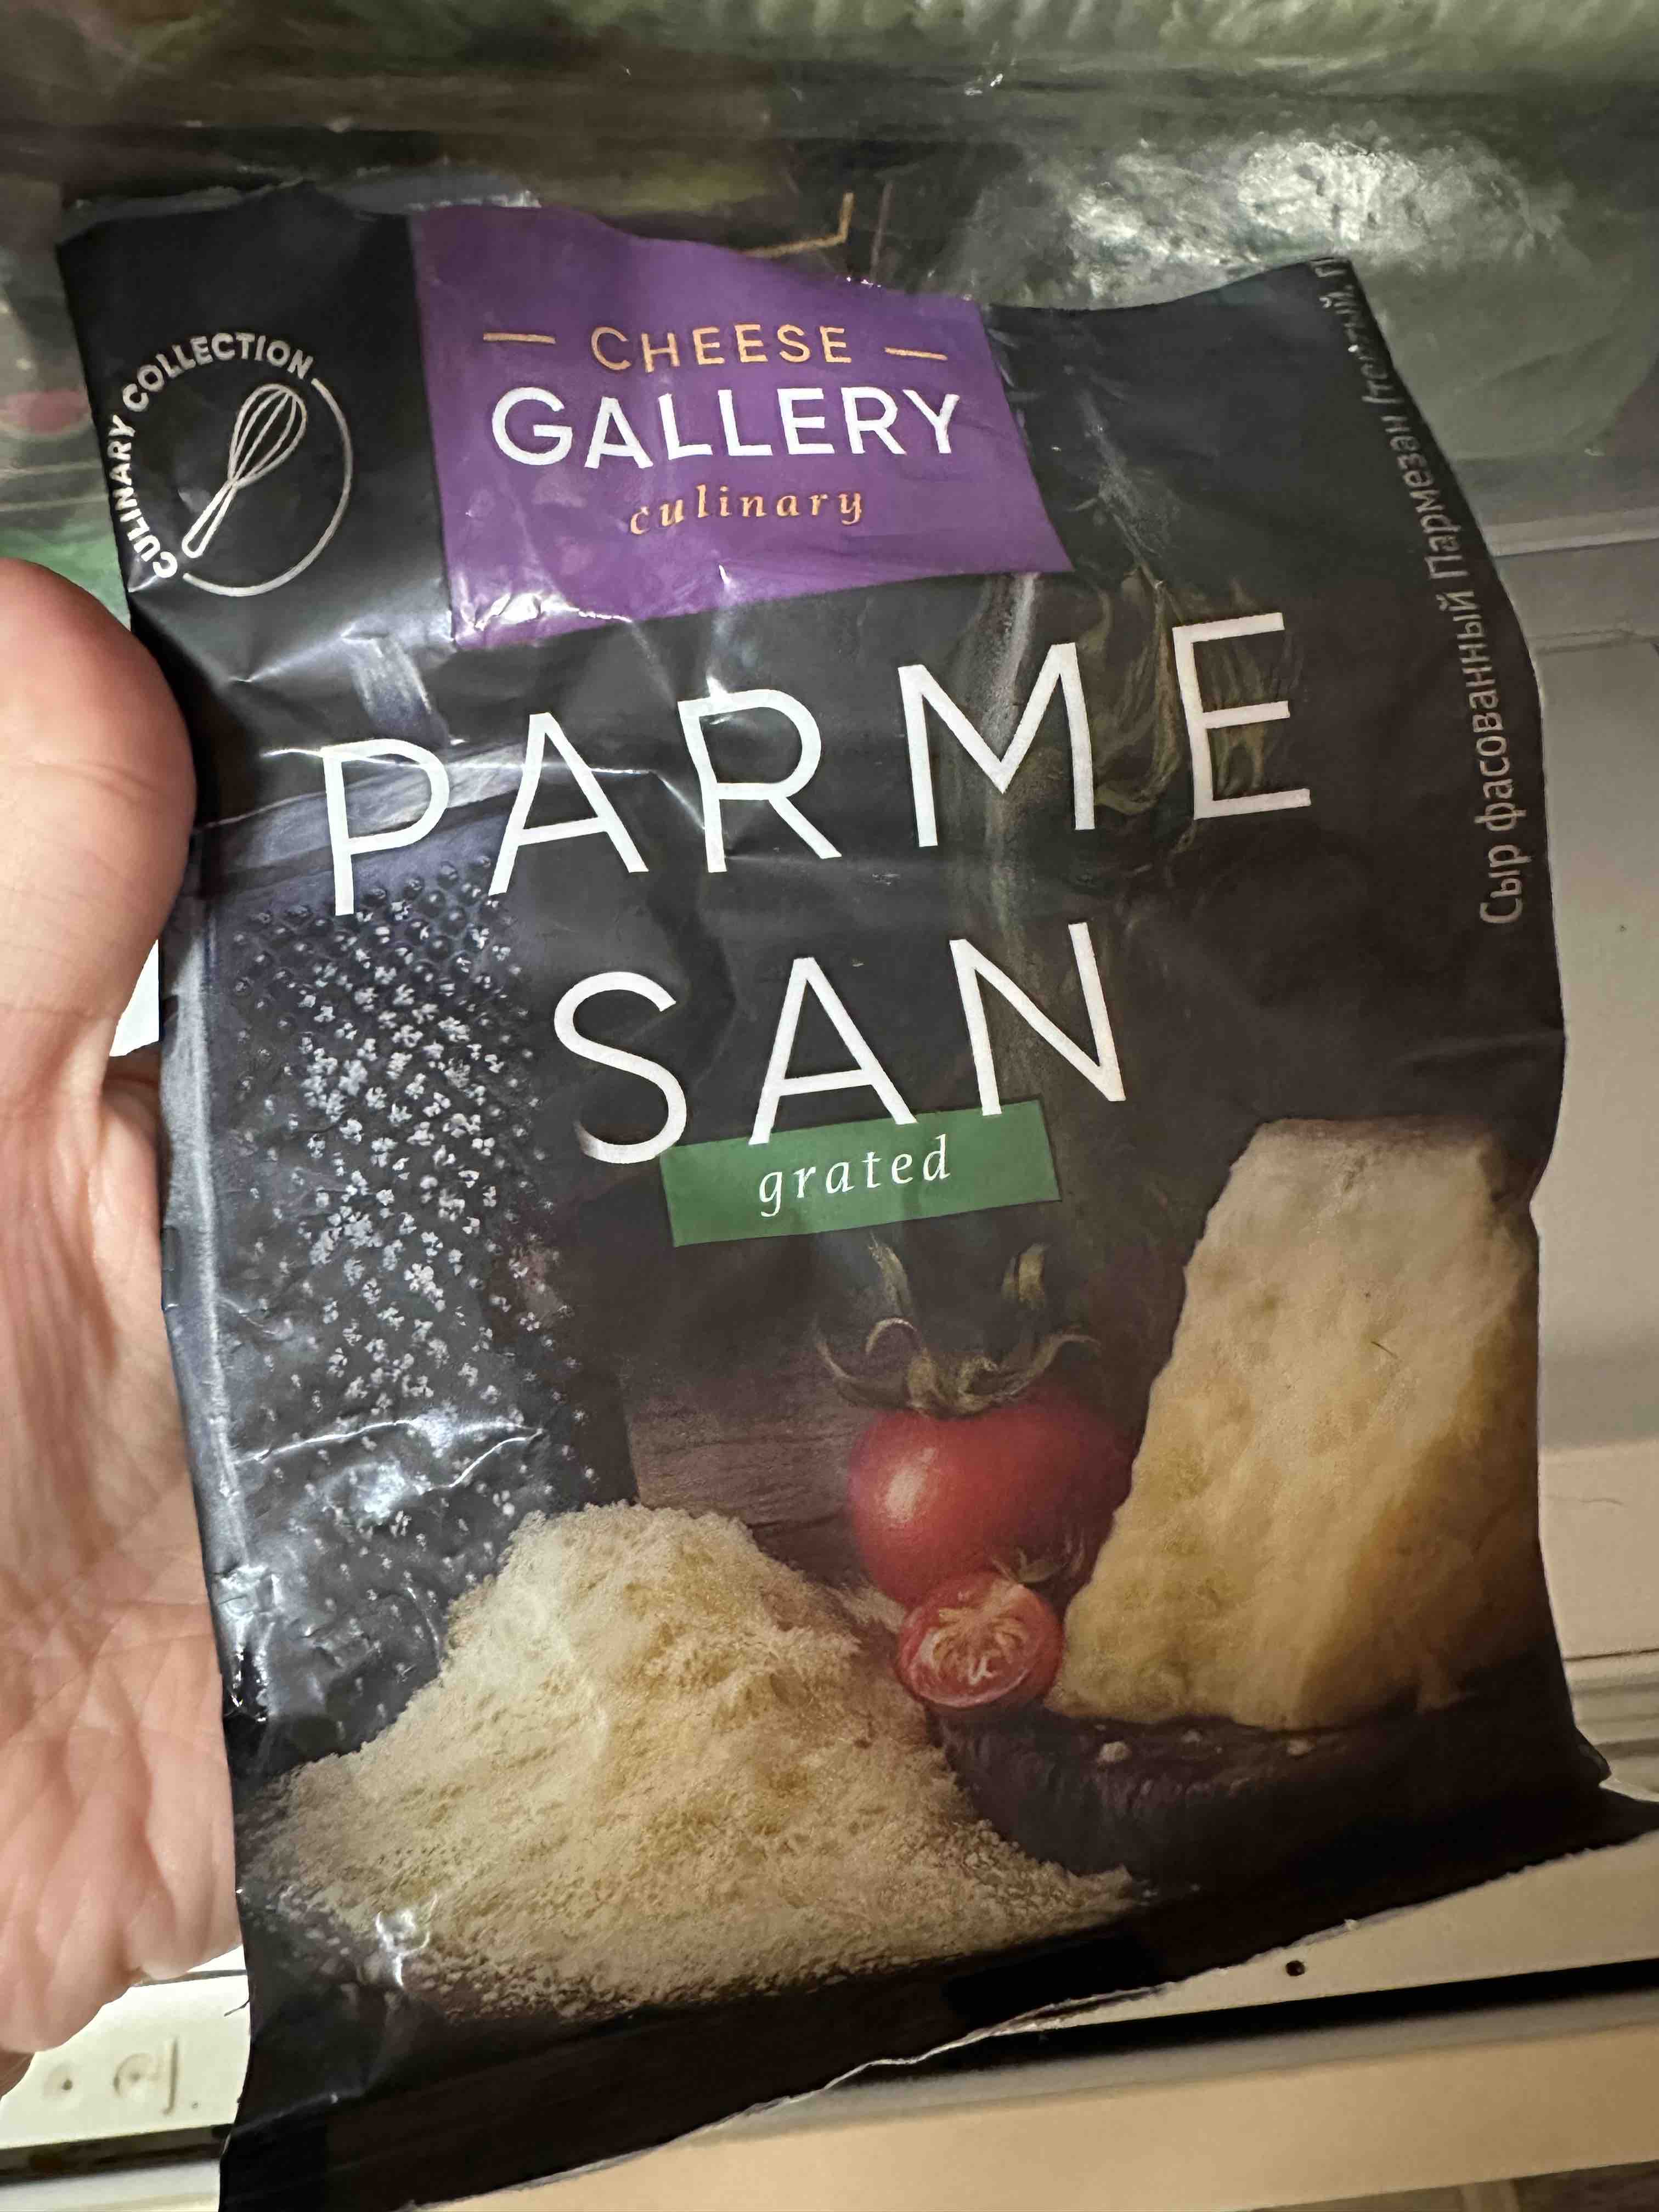 CULINARY COLLECTION
CHEESE
GALLERY
culinary
PARME
SAN
grated
Сыр фасованный Пармезан